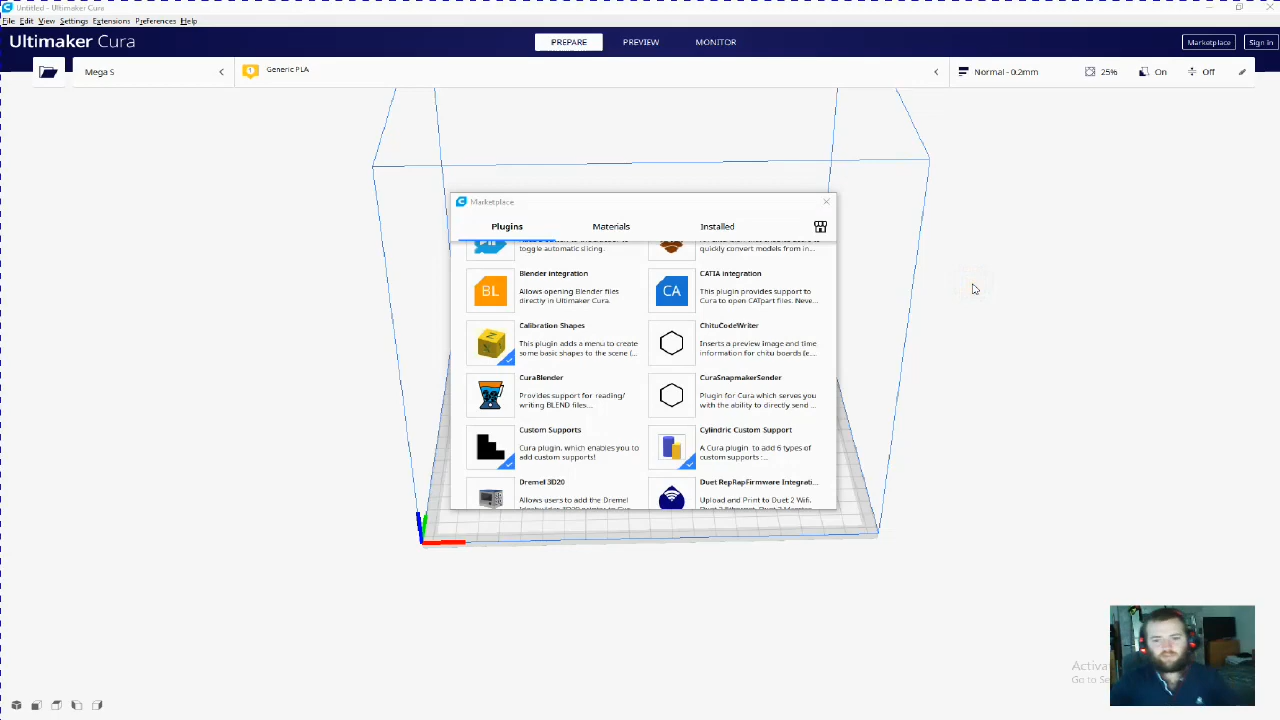 Untitled - Ultimaker Cura
File Edit View Settings Extensions Preferences Help
Ultimaker Cura
PREPARE
PREVIEW
MONITOR
Marketplace
Sign in
Mega S
Generic PLA
Normal - 0.2mm
25%
On
Off
Marketplace
Plugins
Materials
Installed
toggle automatic slicing.
quickly convert models from in...
Blender integration
Allows opening Blender files
directly in Ultimaker Cura.
CATIA integration
This plugin provides support to
Cura to open CATpart files. Neve...
Calibration Shapes
This plugin adds a menu to create
some basic shapes to the scene (...
ChituCodeWriter
Inserts a preview image and time
information for chitu boards (e...
CuraBlender
Provides support for reading/
writing BLEND files...
CuraSnapmakerSender
Plugin for Cura which serves you
with the ability to directly send ...
Custom Supports
Cura plugin, which enables you to
add custom supports!
Cylindric Custom Support
A Cura plugin to add 6 types of
custom supports :...
Dremel 3D20
Allows users to add the Dremel
Duet RepRapFirmware Integrati...
Upload and Print to Duet 2 Wifi,
BL
CA